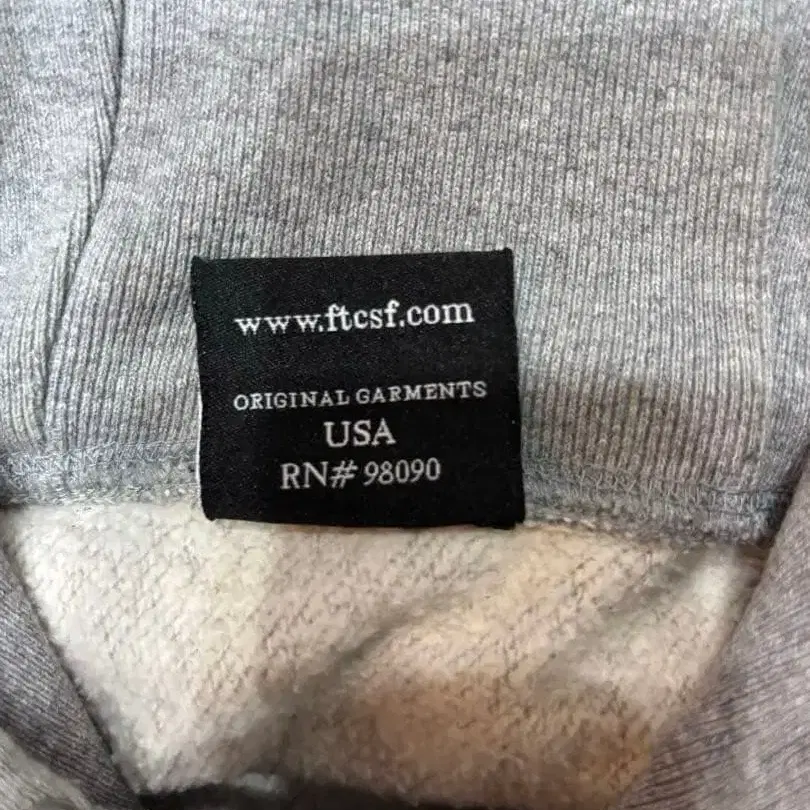 www.ftcsf.com
ORIGINAL GARMENTS
USA
RN# 98090